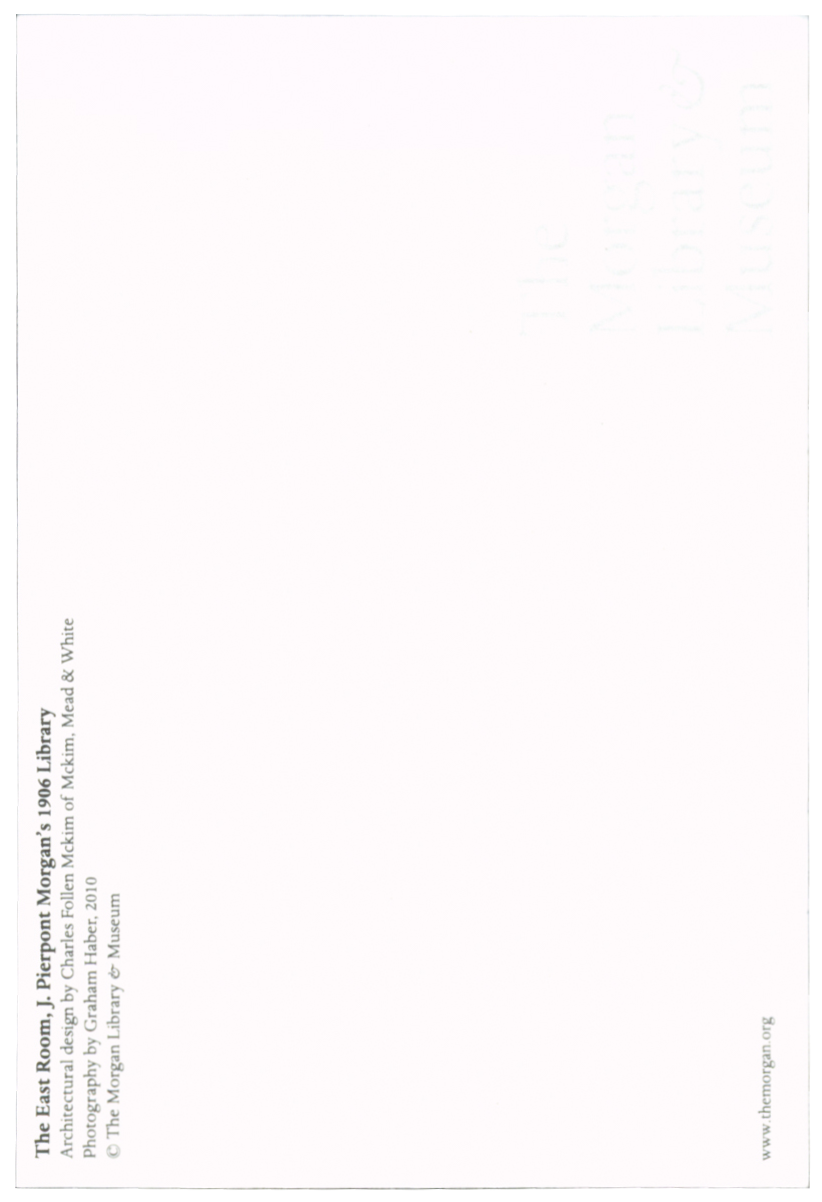 The East Room, J. Pierpont Morgan's 1906 Library
Architectural design by Charles Follen Mckim of Mckim, Mead & White
Photography by Graham Haber, 2010
© The Morgan Library & Museum
The
Morgan
Library &
Museum
www.themorgan.org